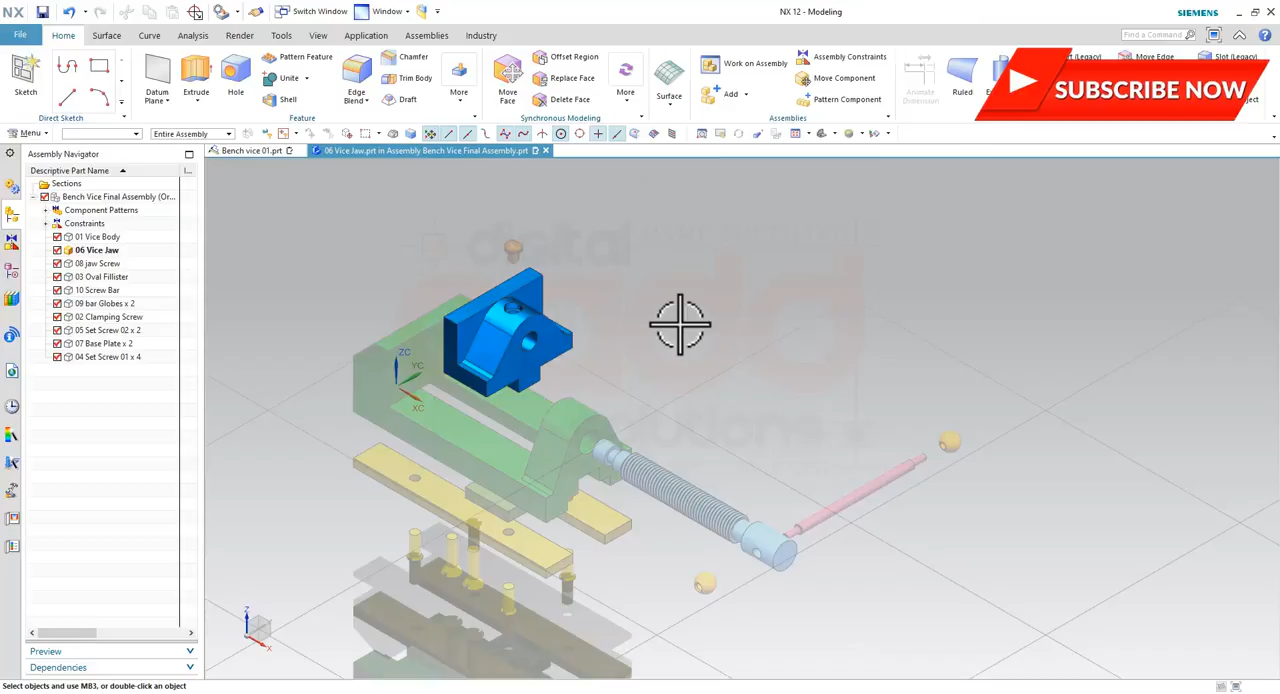 NX
Switch Window
Window
NX 12 - Modeling
SIEMENS
File
Home
Surface
Curve
Analysis
Render
Tools
View
Application
Assemblies
Industry
Find a Command
Sketch
Direct Sketch
Datum
Plane
Extrude
Hole
Pattern Feature
Unite
Shell
Edge
Blend
Chamfer
Trim Body
Draft
More
Feature
Move
Face
Offset Region
Replace Face
Delete Face
More
Synchronous Modeling
Surface
Work on Assembly
Add
Assembly Constraints
Move Component
Pattern Component
Assemblies
Animate
Dimension
Ruled
Move Edge
Slot (Legacy)
SUBSCRIBE NOW
Menu
Entire Assembly
Assembly Navigator
Bench vice 01.prt
06 Vice Jaw.prt in Assembly Bench Vice Final Assembly.prt
Descriptive Part Name
Sections
Bench Vice Final Assembly (Or...
Component Patterns
Constraints
01 Vice Body
06 Vice Jaw
08 jaw Screw
03 Oval Fillister
10 Screw Bar
09 bar Globes x 2
02 Clamping Screw
05 Set Screw 02 x 2
07 Base Plate x 2
04 Set Screw 01 x 4
digital
ZC
YC
XC
Z
X
Preview
Dependencies
Select objects and use MB3, or double-click an object